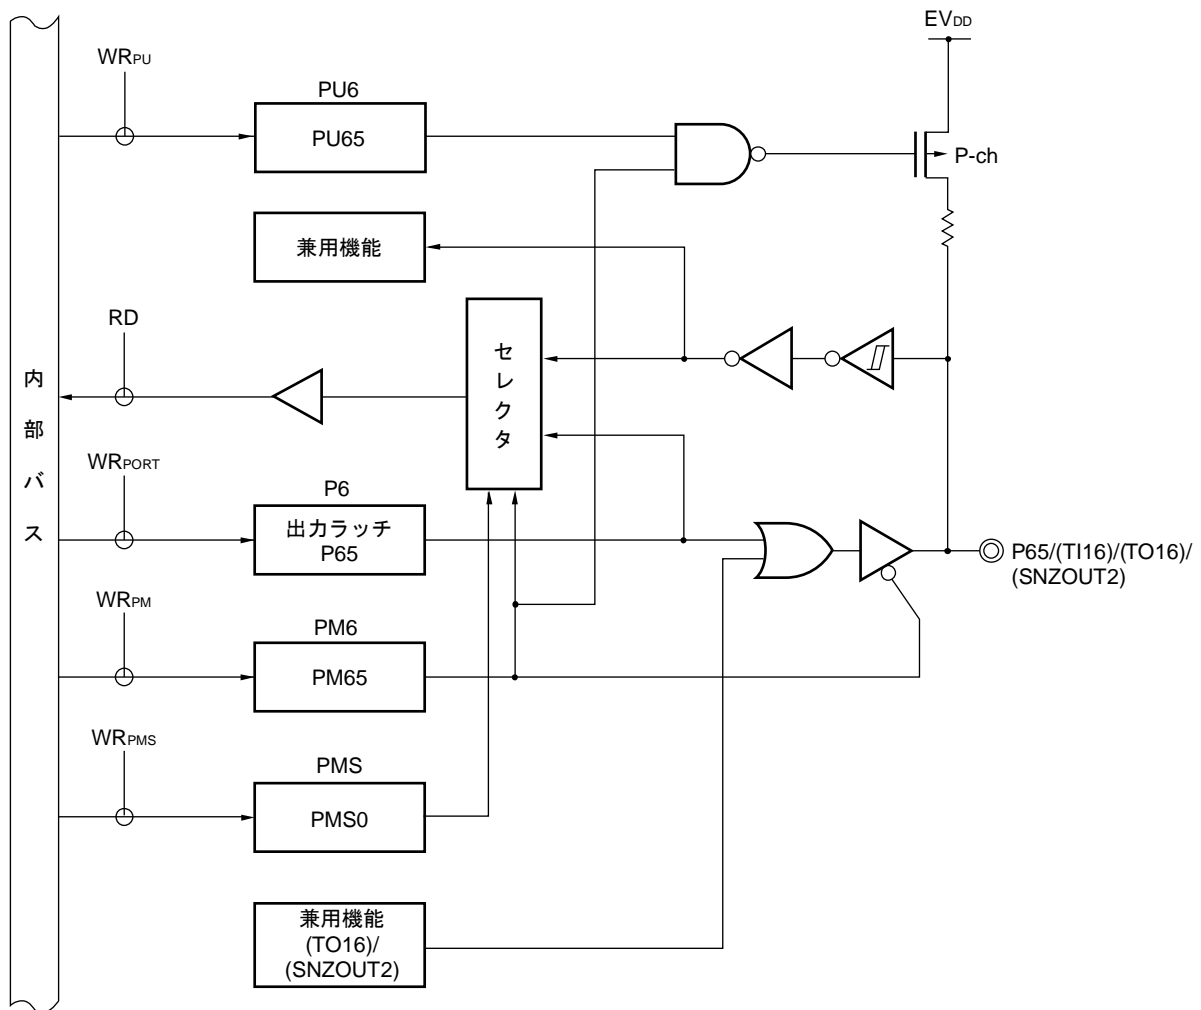 EVDD
WRPU
PU6
PU65
P-ch
兼用機能
RD
セレクタ
内部バス
WRPORT
P6
出力ラッチ
P65
P65/(TI16)/(TO16)/
(SNZOUT2)
WRPM
PM6
PM65
WRPMS
PMS
PMS0
兼用機能
(TO16)/
(SNZOUT2)